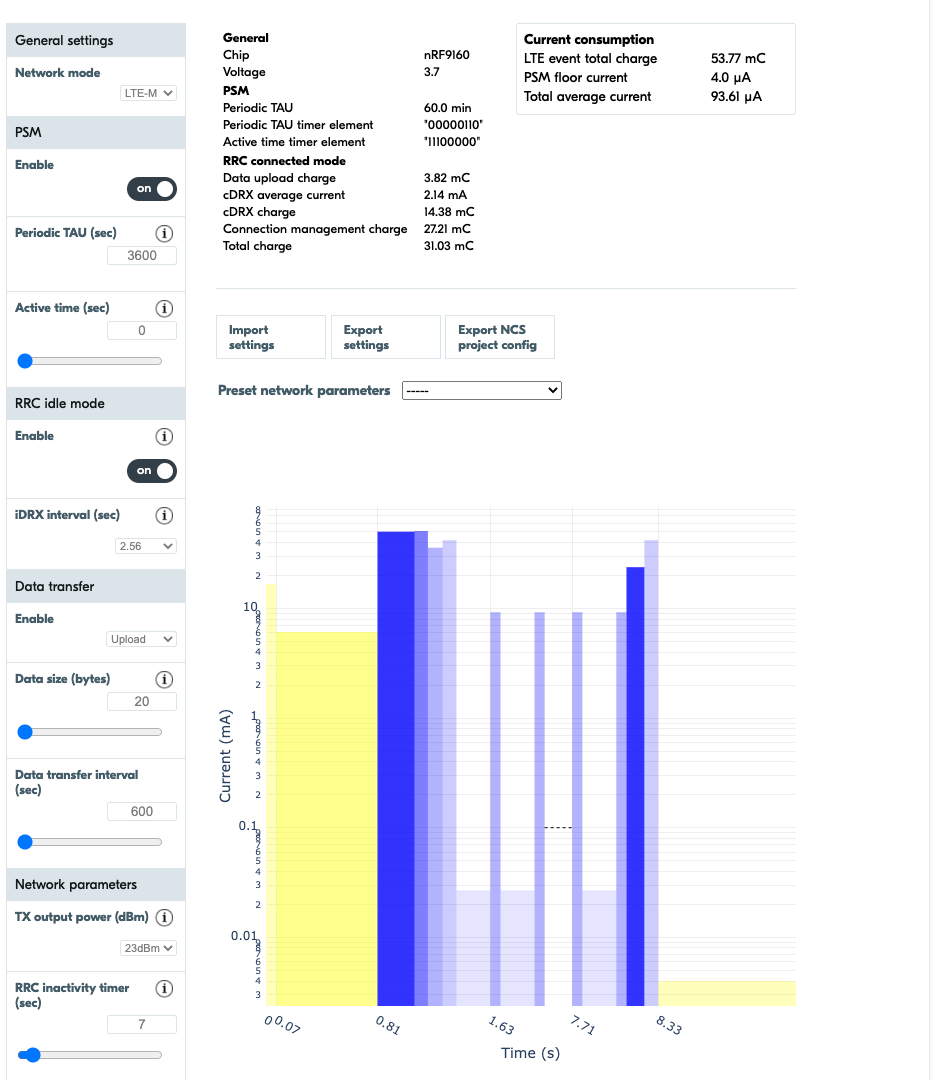 General settings
Network mode
LTE-M
PSM
Enable
on
Periodic TAU (sec)
3600
Active time (sec)
0
RRC idle mode
Enable
on
iDRX interval (sec)
2.56
Data transfer
Enable
Upload
Data size (bytes)
20
Data transfer interval
(sec)
600
Network parameters
TX output power (dBm)
23dBm
RRC inactivity timer
(sec)
7
General
Chip nRF9160
Voltage 3.7
PSM
Periodic TAU 60.0 min
Periodic TAU timer element "00000110"
Active time timer element "11100000"
RRC connected mode
Data upload charge 3.82 mC
cDRX average current 2.14 mA
cDRX charge 14.38 mC
Connection management charge 27.21 mC
Total charge 31.03 mC
Current consumption
LTE event total charge 53.77 mC
PSM floor current 4.0 µA
Total average current 93.61 µA
Import
settings
Export
settings
Export NCS
project config
Preset network parameters -----
Current (mA)
8
7
6
5
4
3
2
10
9
8
7
6
5
4
3
2
1
9
8
7
6
5
4
3
2
0.1
9
8
7
6
5
4
3
2
0.01
9
8
7
6
5
4
3
0 0.07 0.81 1.63 7.71 8.33
Time (s)